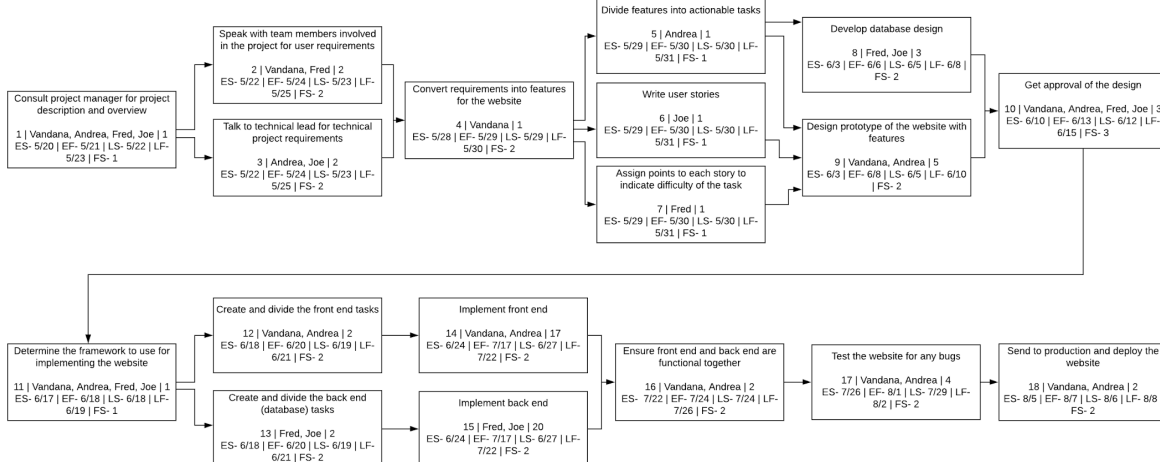 Consult project manager for project
description and overview
1 | Vandana, Andrea, Fred, Joe | 1
ES- 5/20 | EF- 5/21 | LS- 5/22 | LF-
5/23 | FS- 1
Speak with team members involved
in the project for user requirements
2 | Vandana, Fred | 2
ES- 5/22 | EF- 5/24 | LS- 5/23 | LF-
5/25 | FS- 2
Talk to technical lead for technical
project requirements
3 | Andrea, Joe | 2
ES- 5/22 | EF- 5/24 | LS- 5/23 | LF-
5/25 | FS- 2
Convert requirements into features
for the website
4 | Vandana | 1
ES- 5/28 | EF- 5/29 | LS- 5/29 | LF-
5/30 | FS- 2
Divide features into actionable tasks
5 | Andrea | 1
ES- 5/29 | EF- 5/30 | LS- 5/30 | LF-
5/31 | FS- 1
Write user stories
6 | Joe | 1
ES- 5/29 | EF- 5/30 | LS- 5/30 | LF-
5/31 | FS- 1
Assign points to each story to
indicate difficulty of the task
7 | Fred | 1
ES- 5/29 | EF- 5/30 | LS- 5/30 | LF-
5/31 | FS- 1
Develop database design
8 | Fred, Joe | 3
ES- 6/3 | EF- 6/6 | LS- 6/5 | LF- 6/8 |
FS- 2
Design prototype of the website with
features
9 | Vandana, Andrea | 5
ES- 6/3 | EF- 6/8 | LS- 6/5 | LF- 6/10
| FS- 2
Get approval of the design
10 | Vandana, Andrea, Fred, Joe | 3
ES- 6/10 | EF- 6/13 | LS- 6/12 | LF-
6/15 | FS- 3
Determine the framework to use for
implementing the website
11 | Vandana, Andrea, Fred, Joe | 1
ES- 6/17 | EF- 6/18 | LS- 6/18 | LF-
6/19 | FS- 1
Create and divide the front end tasks
12 | Vandana, Andrea | 2
ES- 6/18 | EF- 6/20 | LS- 6/19 | LF-
6/21 | FS- 2
Create and divide the back end
(database) tasks
13 | Fred, Joe | 2
ES- 6/18 | EF- 6/20 | LS- 6/19 | LF-
6/21 | FS- 2
Implement front end
14 | Vandana, Andrea | 17
ES- 6/24 | EF- 7/17 | LS- 6/27 | LF-
7/22 | FS- 2
Implement back end
15 | Fred, Joe | 20
ES- 6/24 | EF- 7/17 | LS- 6/27 | LF-
7/22 | FS- 2
Ensure front end and back end are
functional together
16 | Vandana, Andrea | 2
ES- 7/22 | EF- 7/24 | LS- 7/24 | LF-
7/26 | FS- 2
Test the website for any bugs
17 | Vandana, Andrea | 4
ES- 7/26 | EF- 8/1 | LS- 7/29 | LF-
8/2 | FS- 2
Send to production and deploy the
website
18 | Vandana, Andrea | 2
ES- 8/5 | EF- 8/7 | LS- 8/6 | LF- 8/8 |
FS- 2